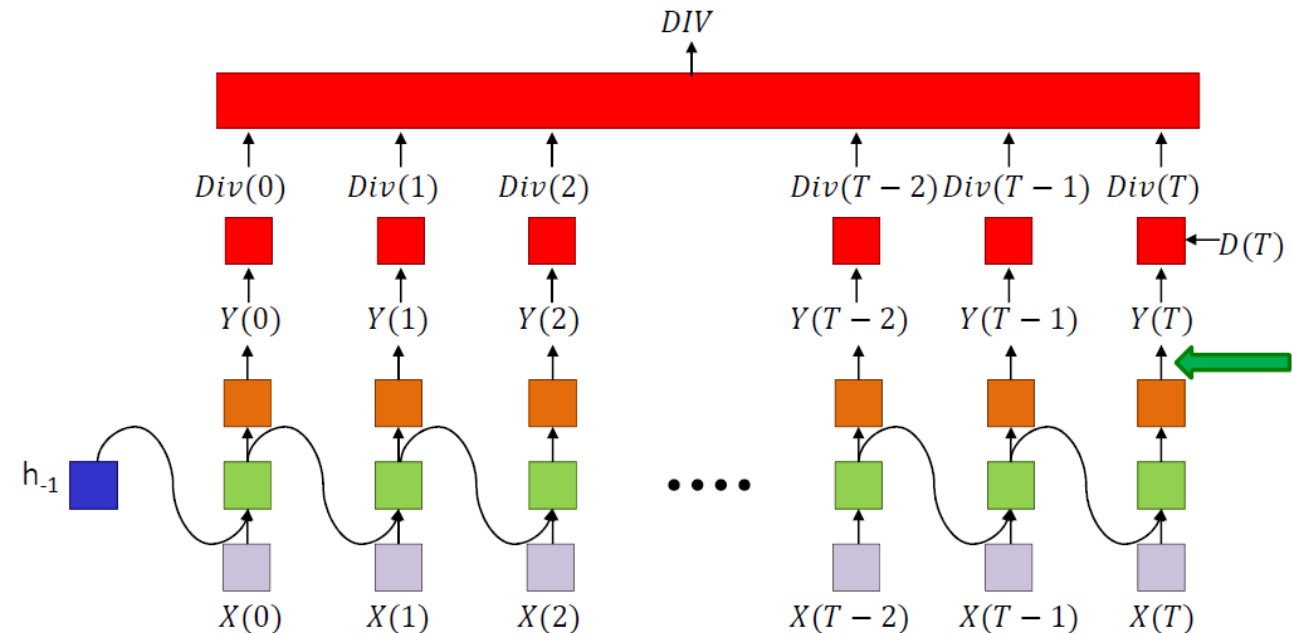 DIV
Div(0) Div(1) Div(2) Div(T − 2) Div(T − 1) Div(T)
D(T)
Y(0) Y(1) Y(2) Y(T − 2) Y(T − 1) Y(T)
h-1
X(0) X(1) X(2) X(T − 2) X(T − 1) X(T)